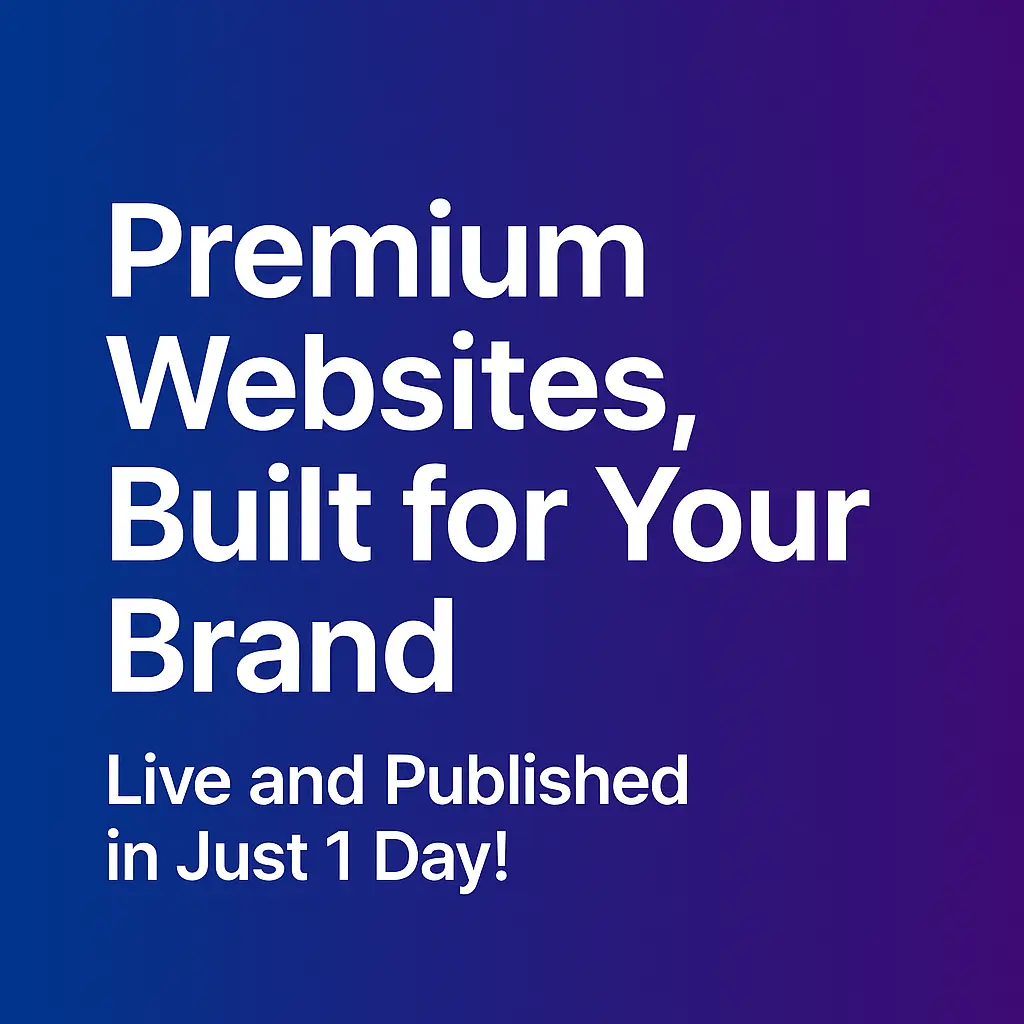 Premium
Websites,
Built for Your
Brand
Live and Published
in Just 1 Day!